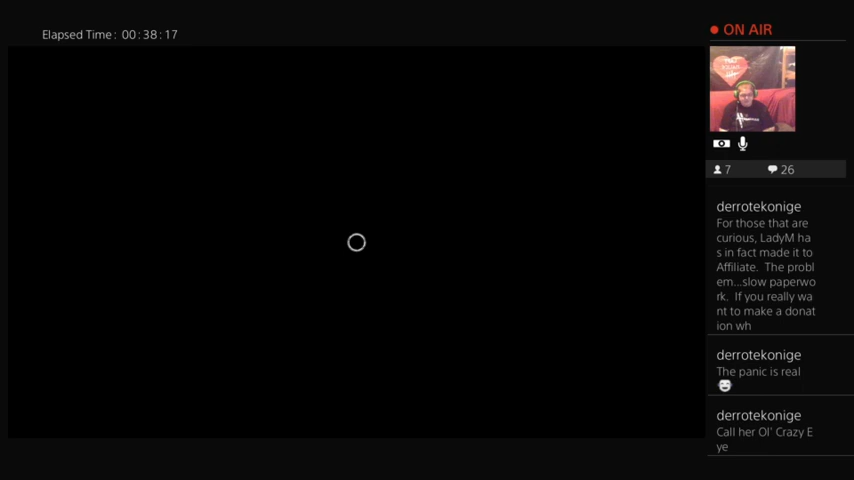 Elapsed Time: 00:38:17
ON AIR
7
26
derrotekonige
For those that are
curious, LadyM ha
s in fact made it to
Affiliate.  The probl
em...slow paperwo
rk.  If you really wa
nt to make a donat
ion wh
derrotekonige
The panic is real
derrotekonige
Call her Ol' Crazy E
ye